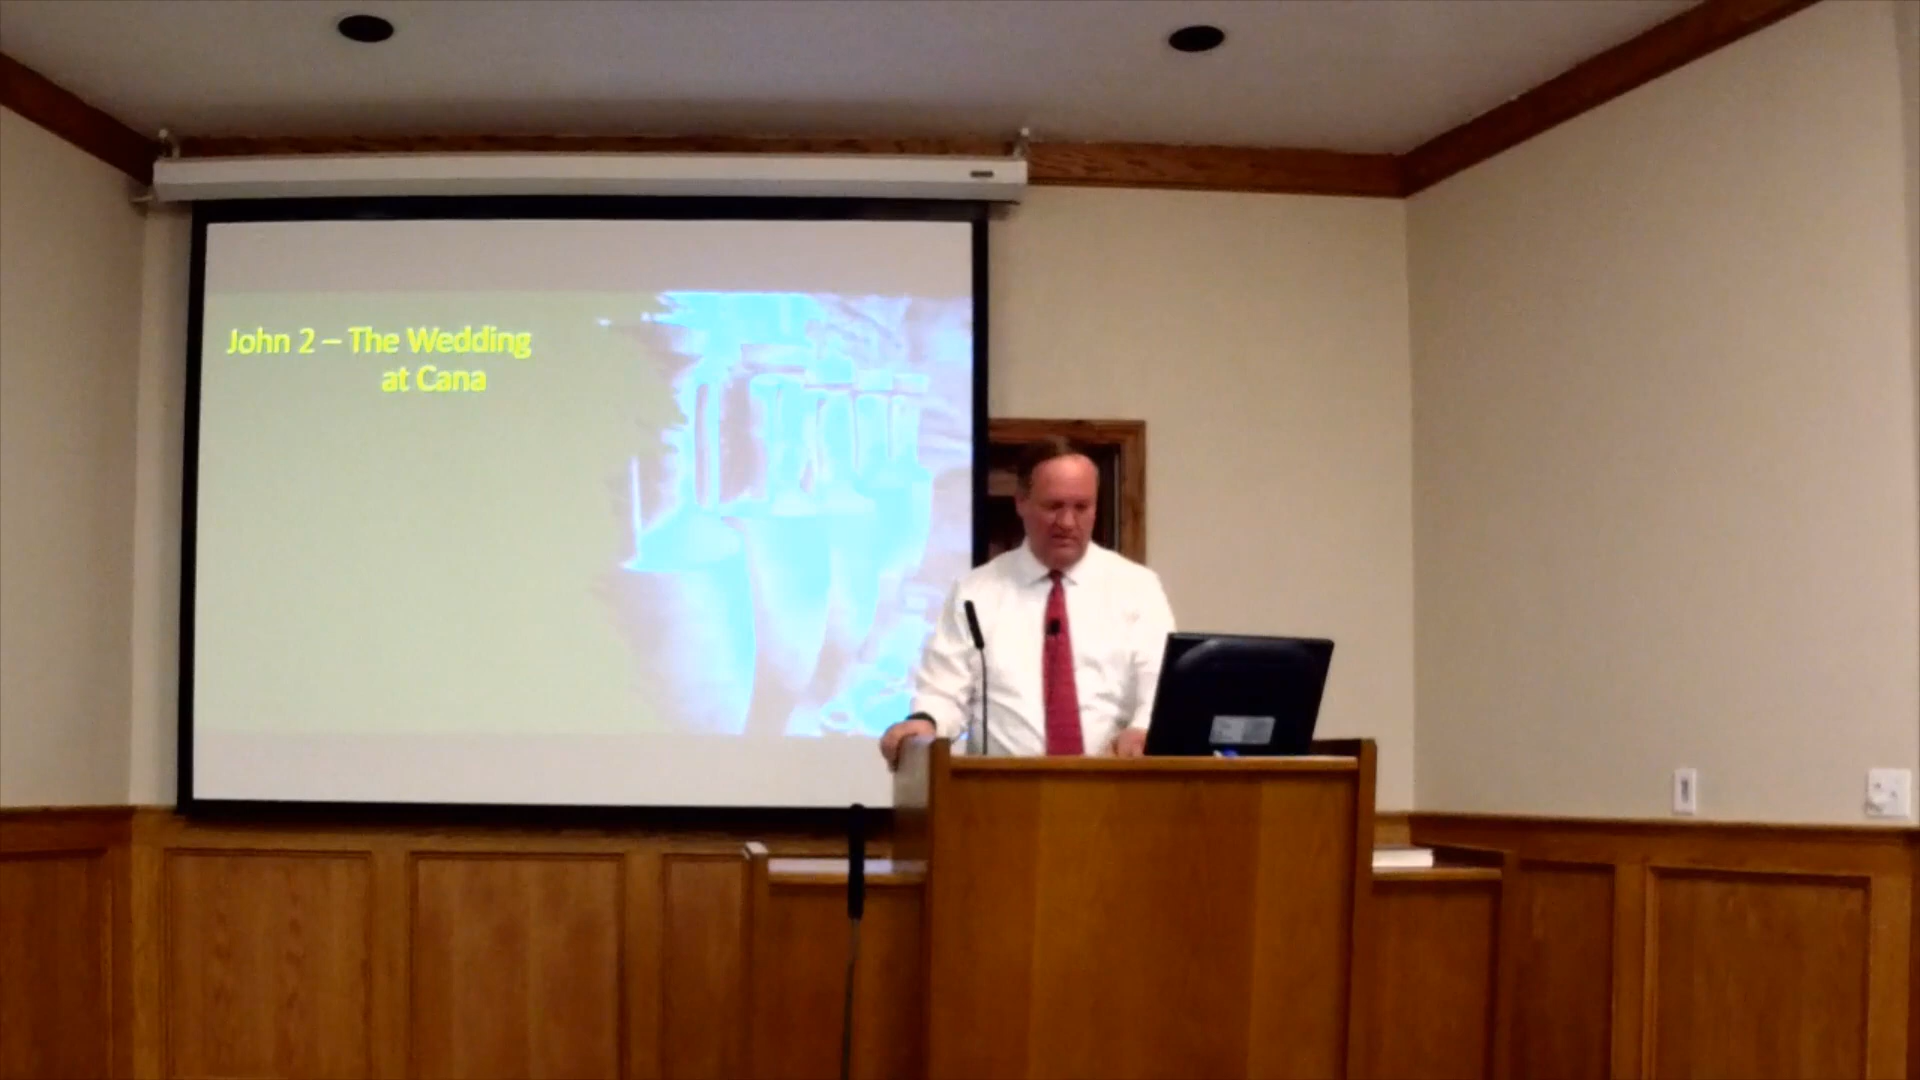 John 2 – The Wedding
at Cana